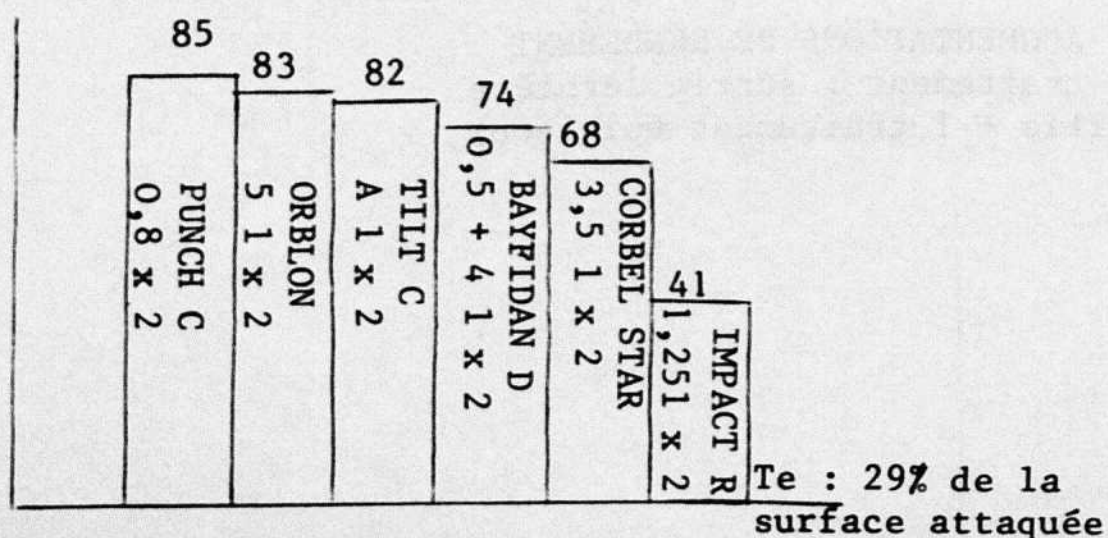 85
83
82
74
68
41
PUNCH C
0,8 x 2
ORBLON
5 1 x 2
TILT C
A 1 x 2
BAYFIDAN D
0,5 + 4 1 x 2
CORBEL STAR
3,5 1 x 2
IMPACT R
1,251 x 2
Te : 29% de la
surface attaquée